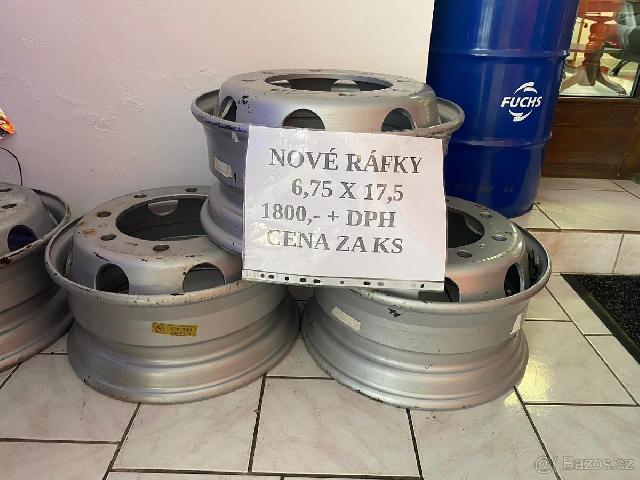 NOVÉ RÁFKY
6,75 X 17,5
1800,- + DPH
CENA ZA KS
FUCHS
© Bazos.cz